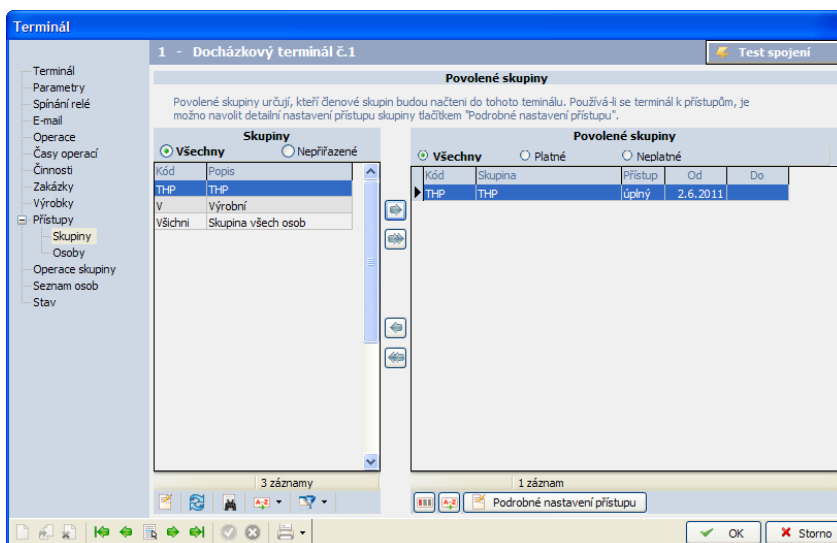 Terminál
1 - Docházkový terminál č.1
Test spojení
Terminál
Parametry
Spínání relé
E-mail
Operace
Časy operací
Činnosti
Zakázky
Výrobky
Přístupy
Skupiny
Osoby
Operace skupiny
Seznam osob
Stav
Povolené skupiny
Povolené skupiny určují, kteří členové skupin budou načteni do tohoto teminálu. Používá-li se terminál k přístupům, je
možno navolit detailní nastavení přístupu skupiny tlačítkem "Podrobné nastavení přístupu".
Skupiny
Všechny Nepřiřazené
Kód Popis
THP THP
V Výrobní
Všichni Skupina všech osob
3 záznamy
Povolené skupiny
Všechny Platné Neplatné
Kód Skupina Přístup Od Do
THP THP úplný 2.6.2011
1 záznam
Podrobné nastavení přístupu
OK Storno